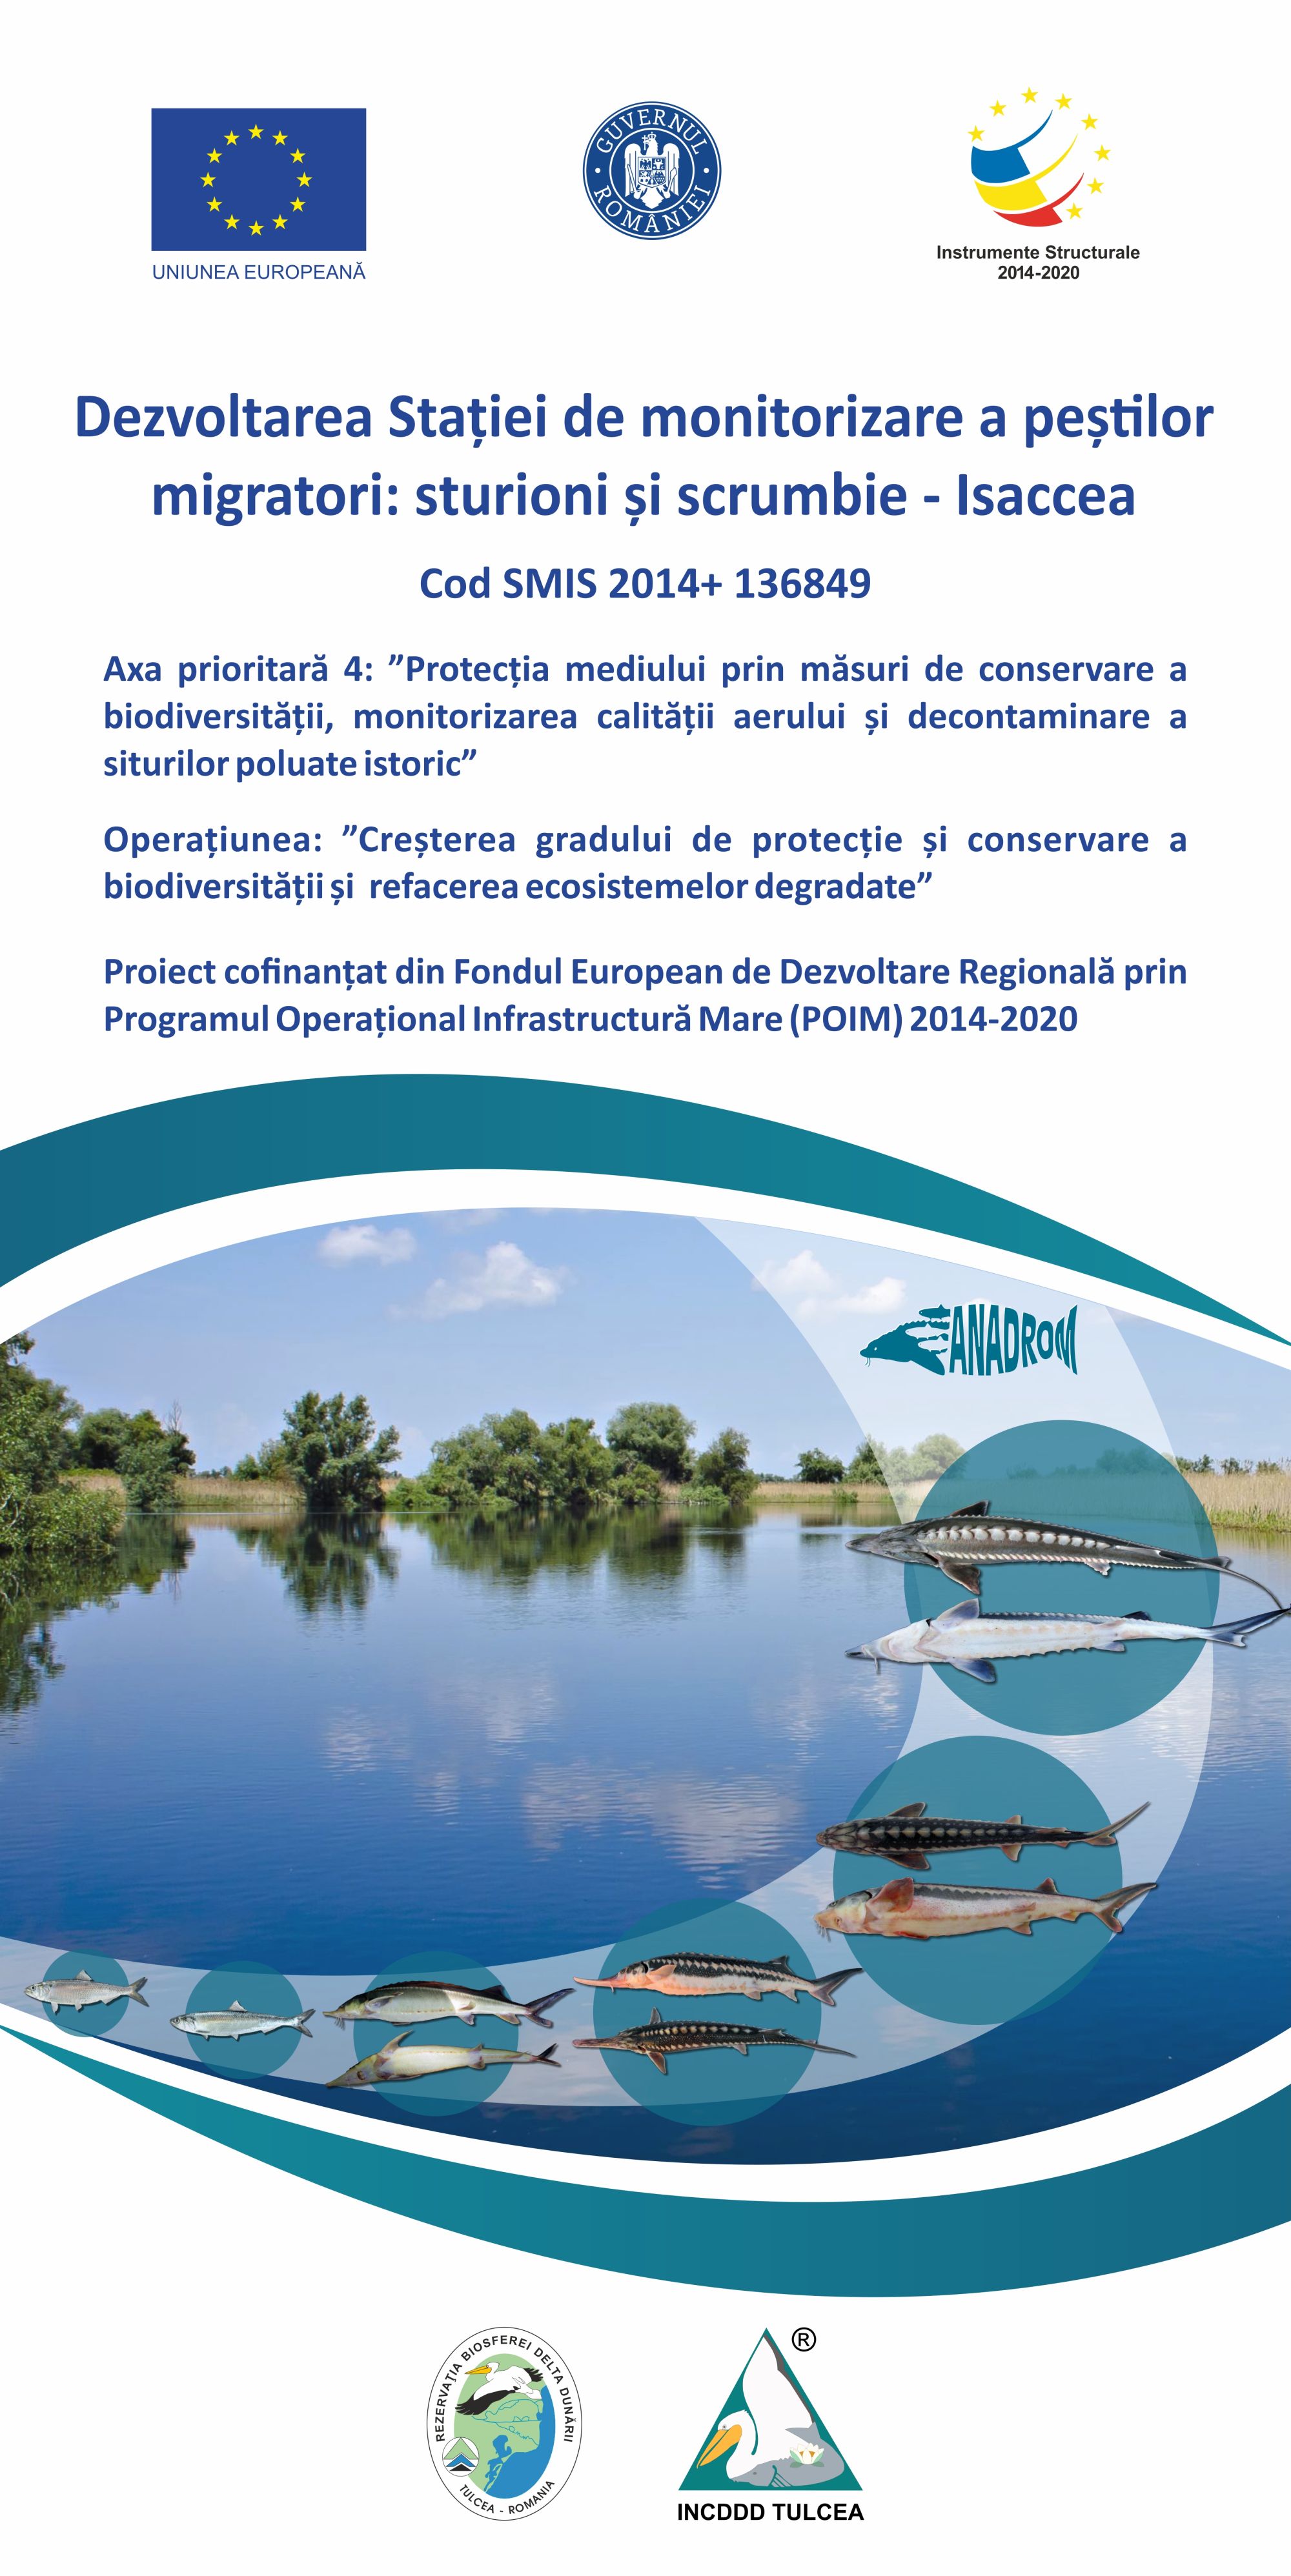 UNIUNEA EUROPEANĂ
GUVERNUL ROMÂNIEI
Instrumente Structurale
2014-2020
Dezvoltarea Stației de monitorizare a peștilor
migratori: sturioni și scrumbie - Isaccea
Cod SMIS 2014+ 136849
Axa prioritară 4: ”Protecția mediului prin măsuri de conservare a
biodiversității, monitorizarea calității aerului și decontaminare a
siturilor poluate istoric”
Operațiunea: ”Creșterea gradului de protecție și conservare a
biodiversității și refacerea ecosistemelor degradate”
Proiect cofinanțat din Fondul European de Dezvoltare Regională prin
Programul Operațional Infrastructură Mare (POIM) 2014-2020
ANADROM
REZERVAȚIA BIOSFEREI DELTA DUNĂRII
TULCEA - ROMANIA
®
INCDDD TULCEA